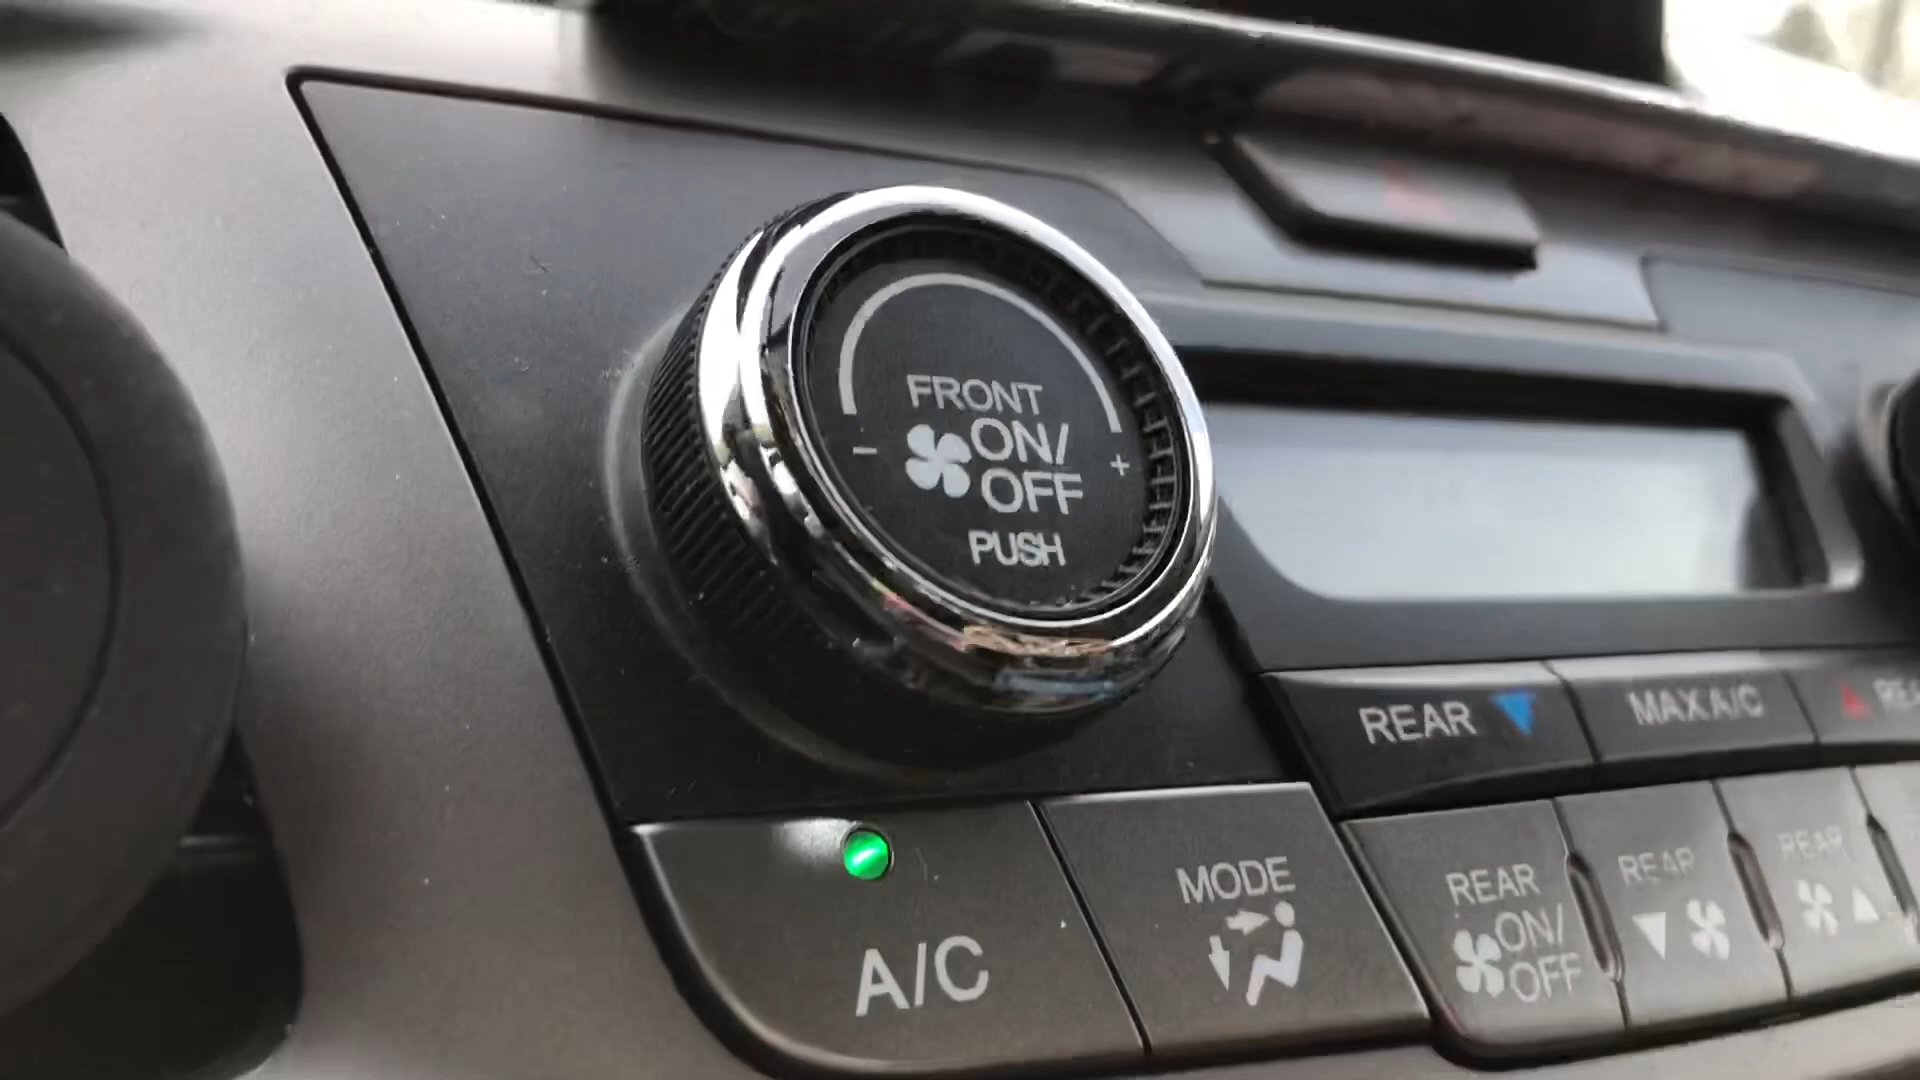 FRONT
ON/
OFF
- +
PUSH
REAR
MAX A/C
A/C
MODE
REAR
ON/
OFF
REAR
REAR